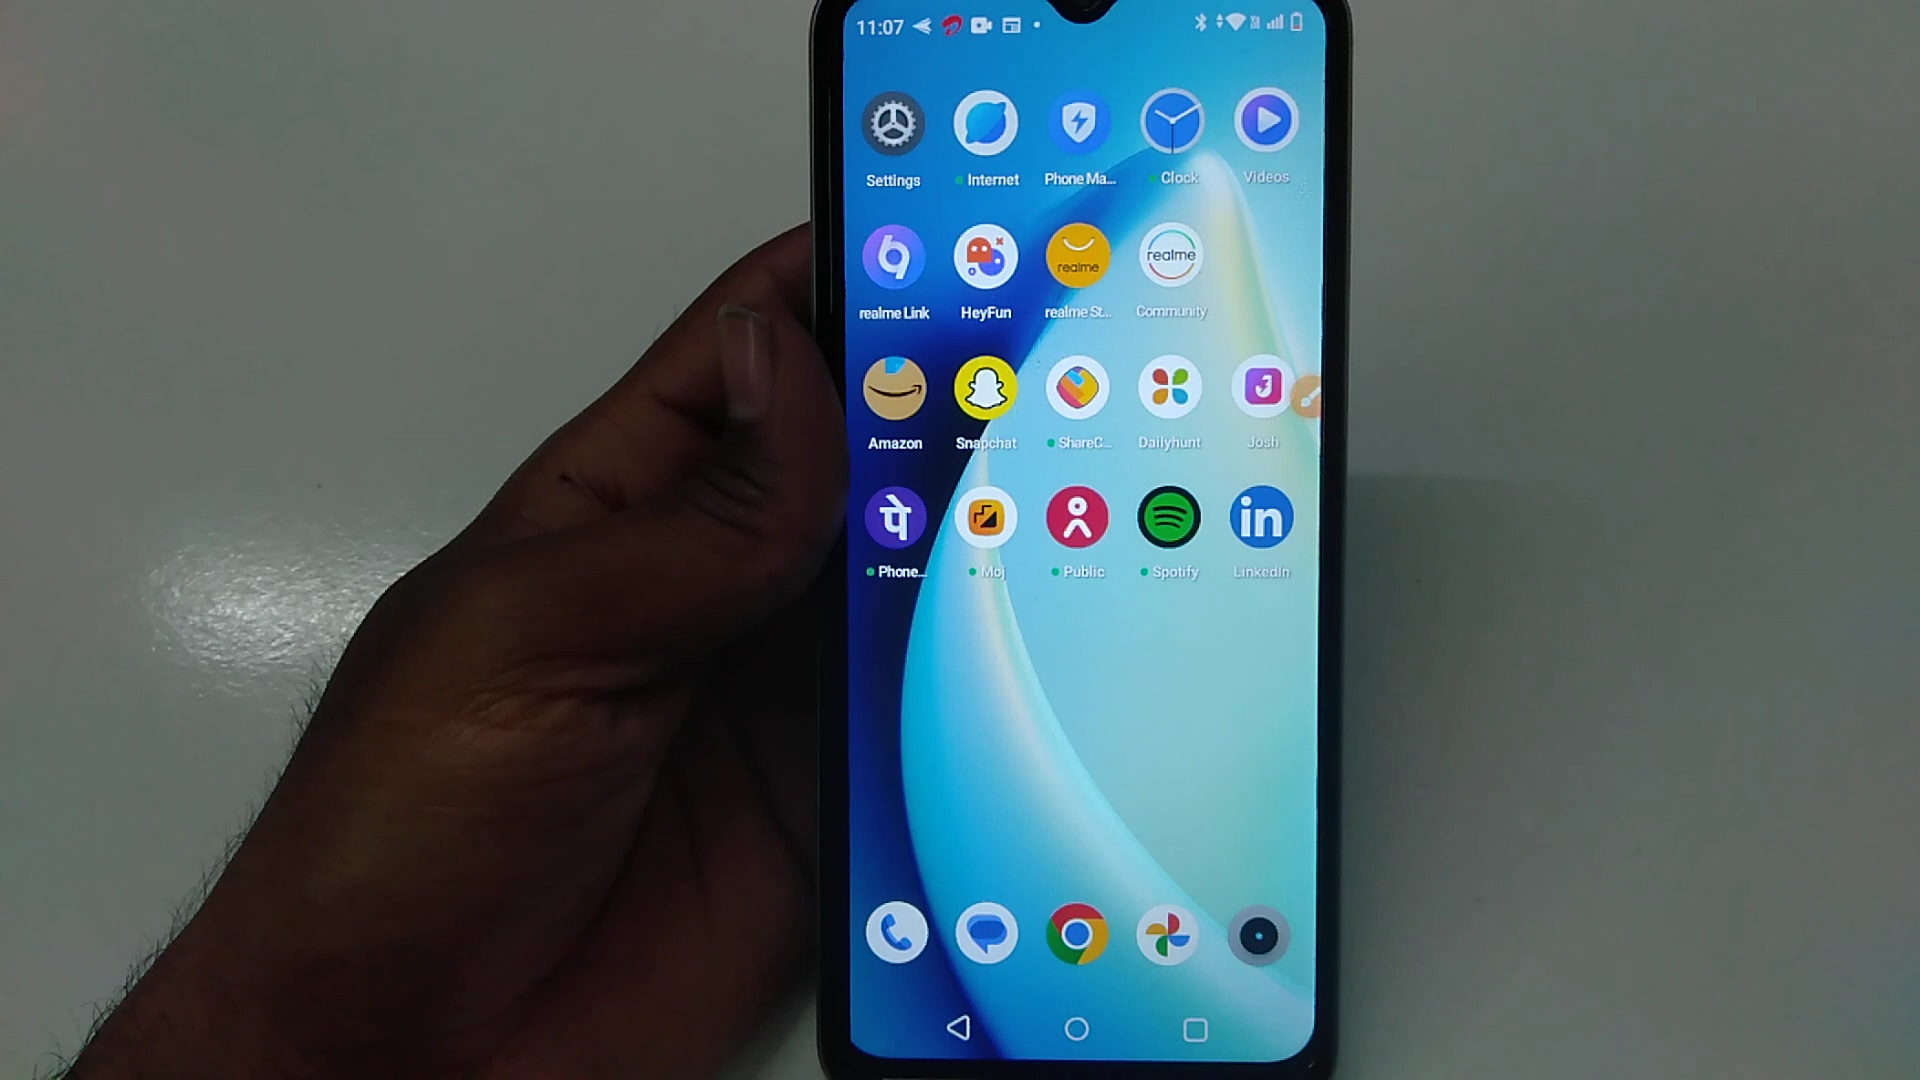 11:07
Settings Internet Phone Ma... Clock Videos
realme realme
realme Link HeyFun realme St... Community
Amazon Snapchat ShareC... Dailyhunt Josh
पे in
Phone... Moj Public Spotify LinkedIn